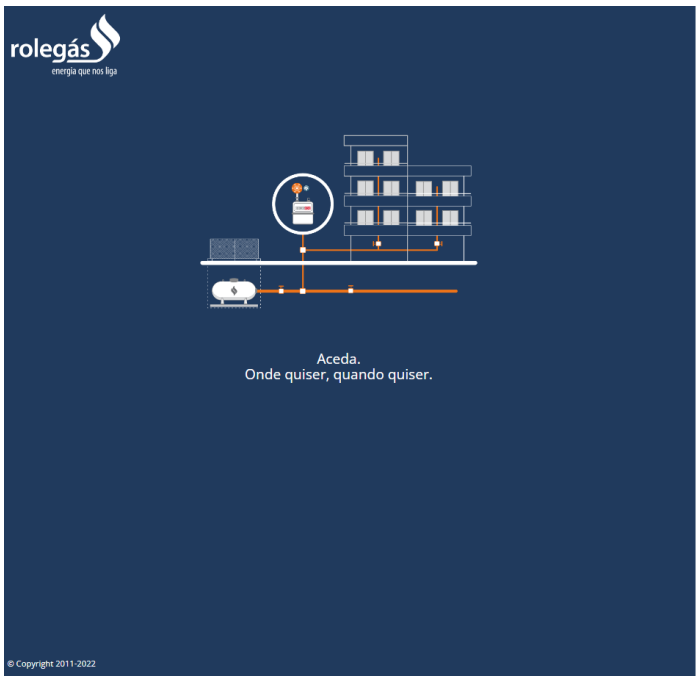 rolegás
energia que nos liga
Aceda.
Onde quiser, quando quiser.
© Copyright 2011-2022